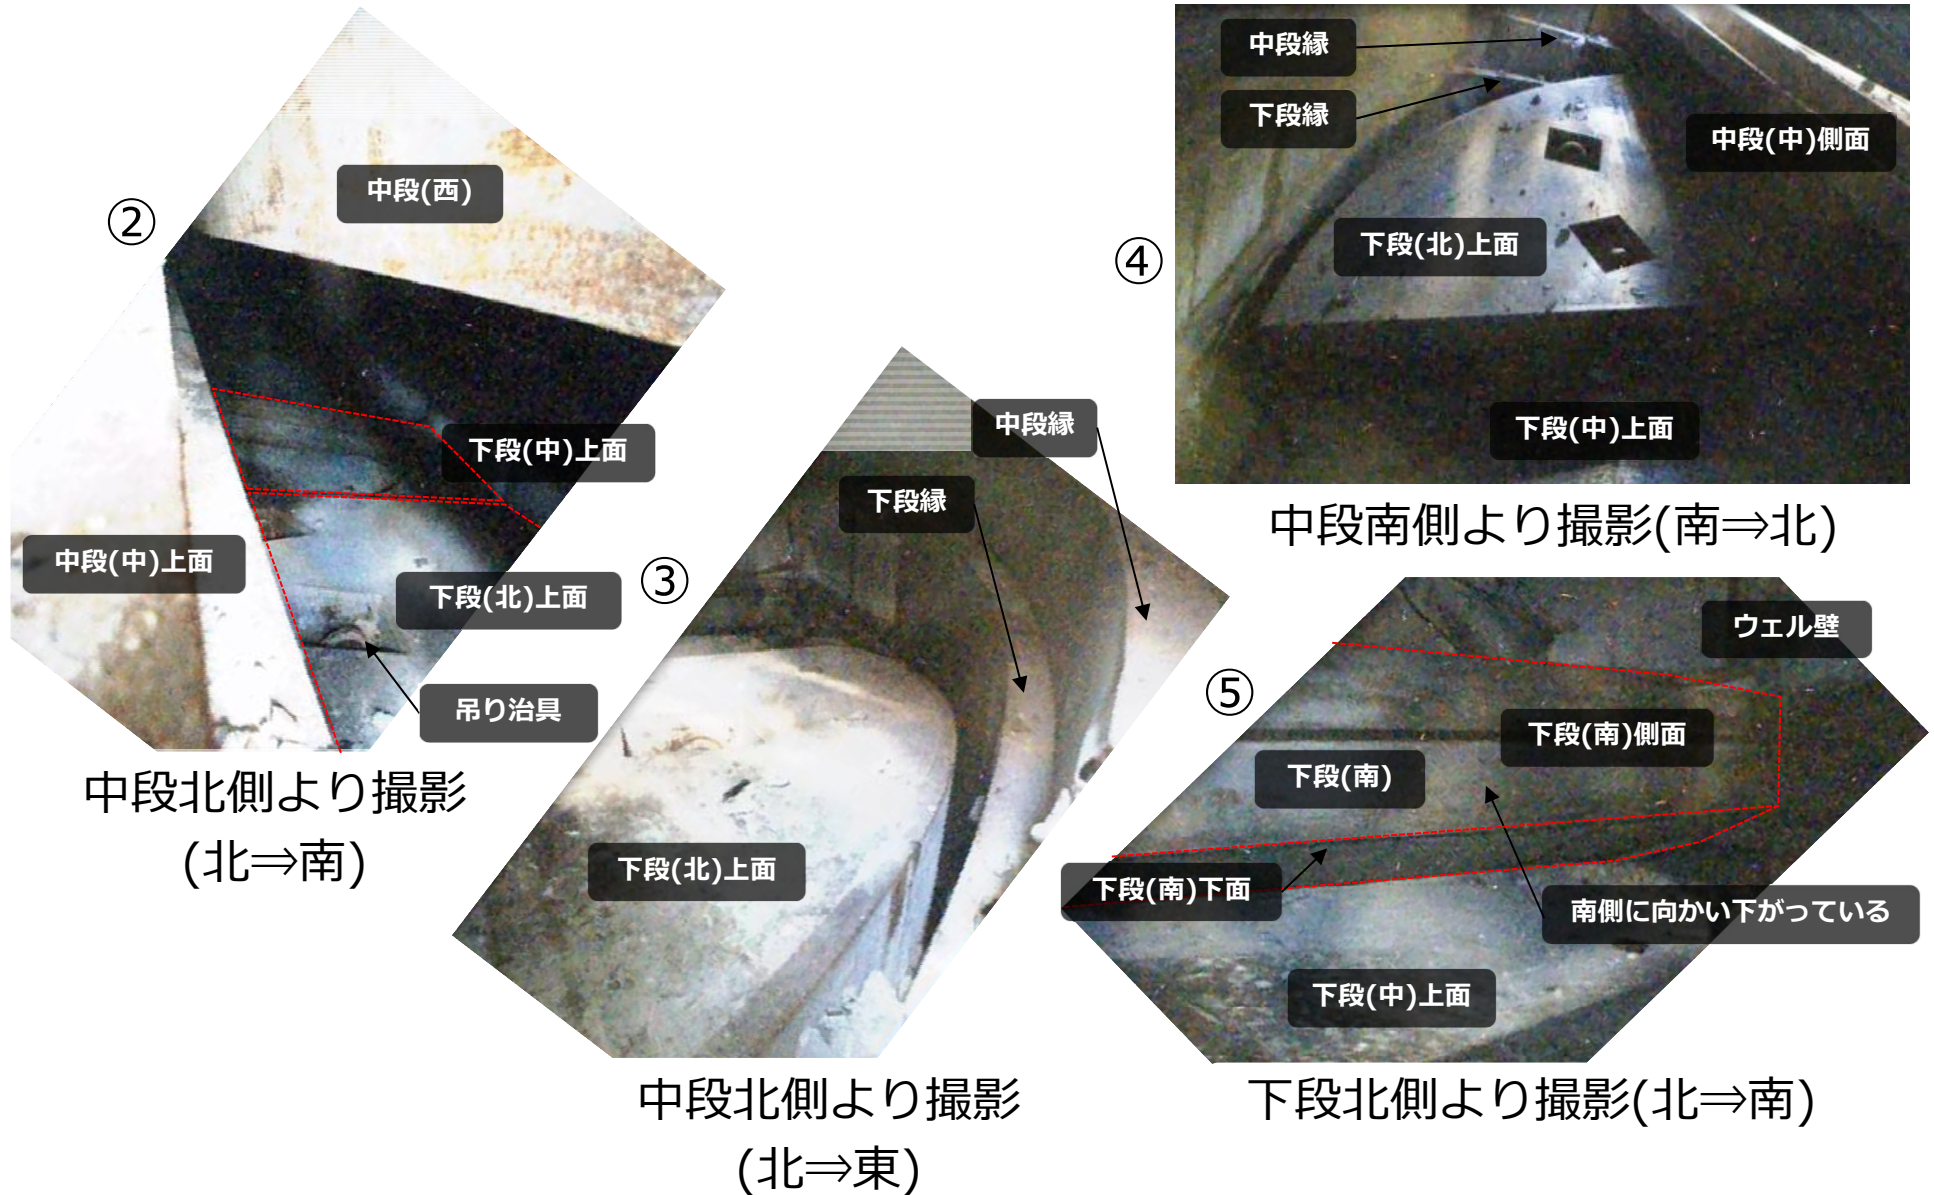 ②
中段(西)
下段(中)上面
中段(中)上面
下段(北)上面
吊り治具
中段北側より撮影
(北⇒南)
③
中段縁
下段縁
下段(北)上面
中段北側より撮影
(北⇒東)
④
中段縁
下段縁
中段(中)側面
下段(北)上面
下段(中)上面
中段南側より撮影(南⇒北)
⑤
ウェル壁
下段(南)側面
下段(南)
下段(南)下面
南側に向かい下がっている
下段(中)上面
下段北側より撮影(北⇒南)